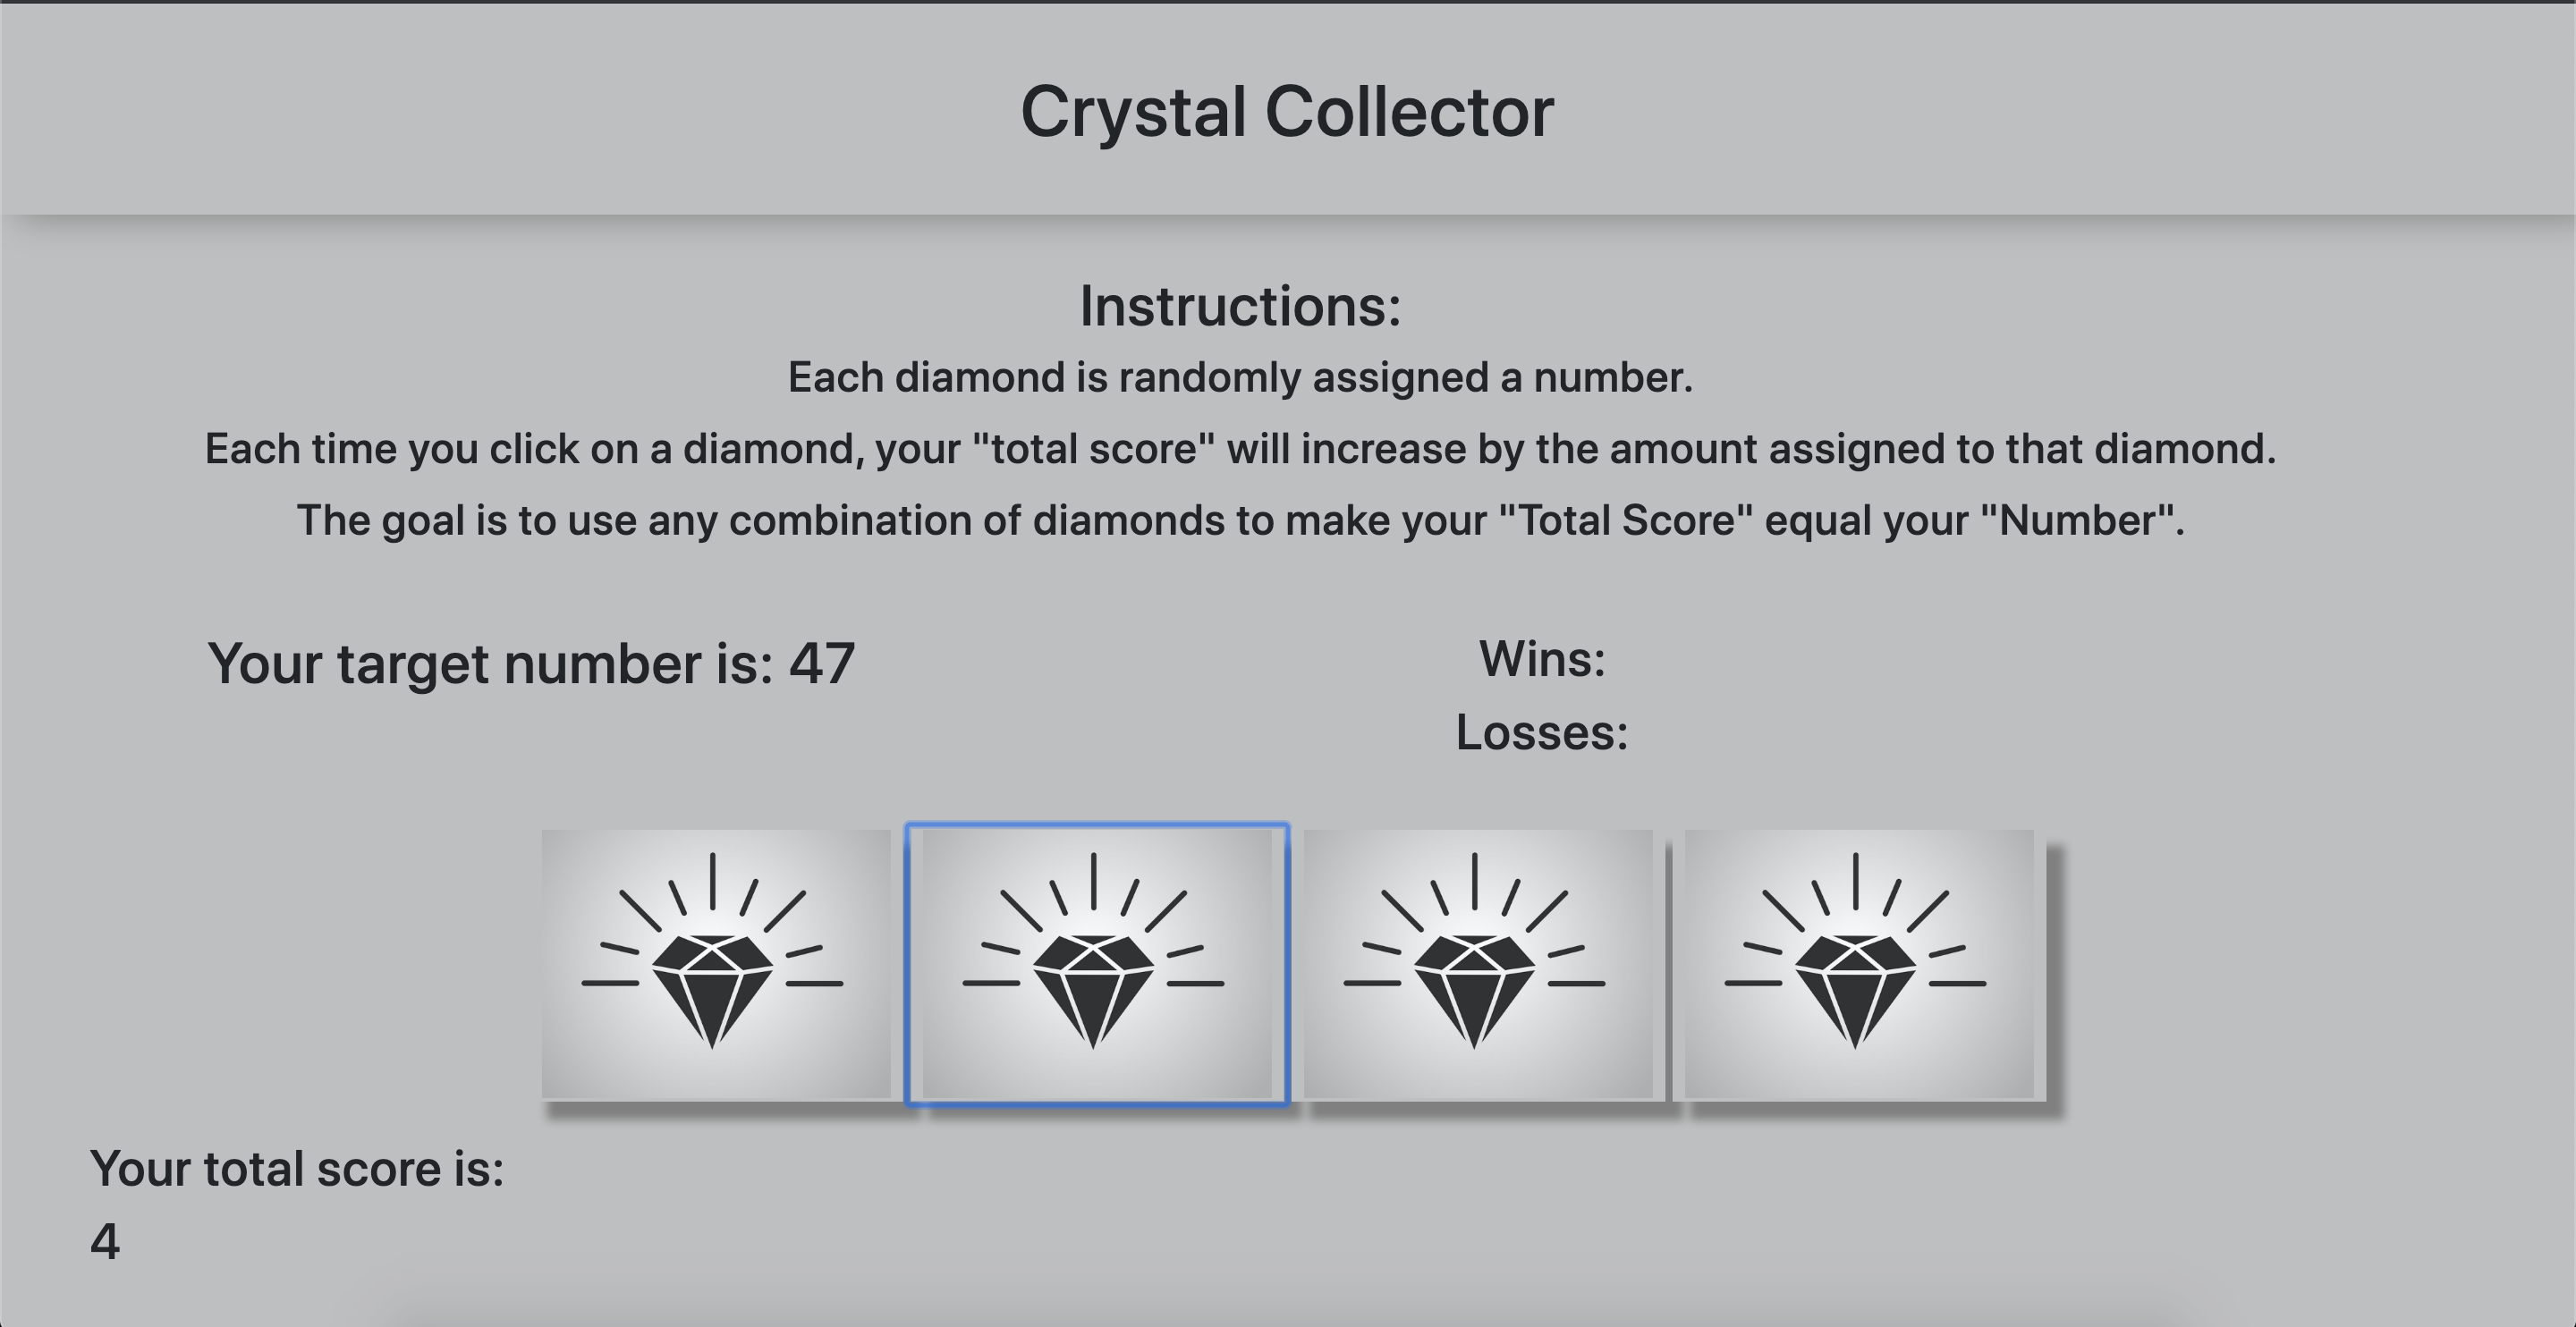 Crystal Collector
Instructions:
Each diamond is randomly assigned a number.
Each time you click on a diamond, your "total score" will increase by the amount assigned to that diamond.
The goal is to use any combination of diamonds to make your "Total Score" equal your "Number".
Your target number is: 47
Wins:
Losses:
Your total score is:
4